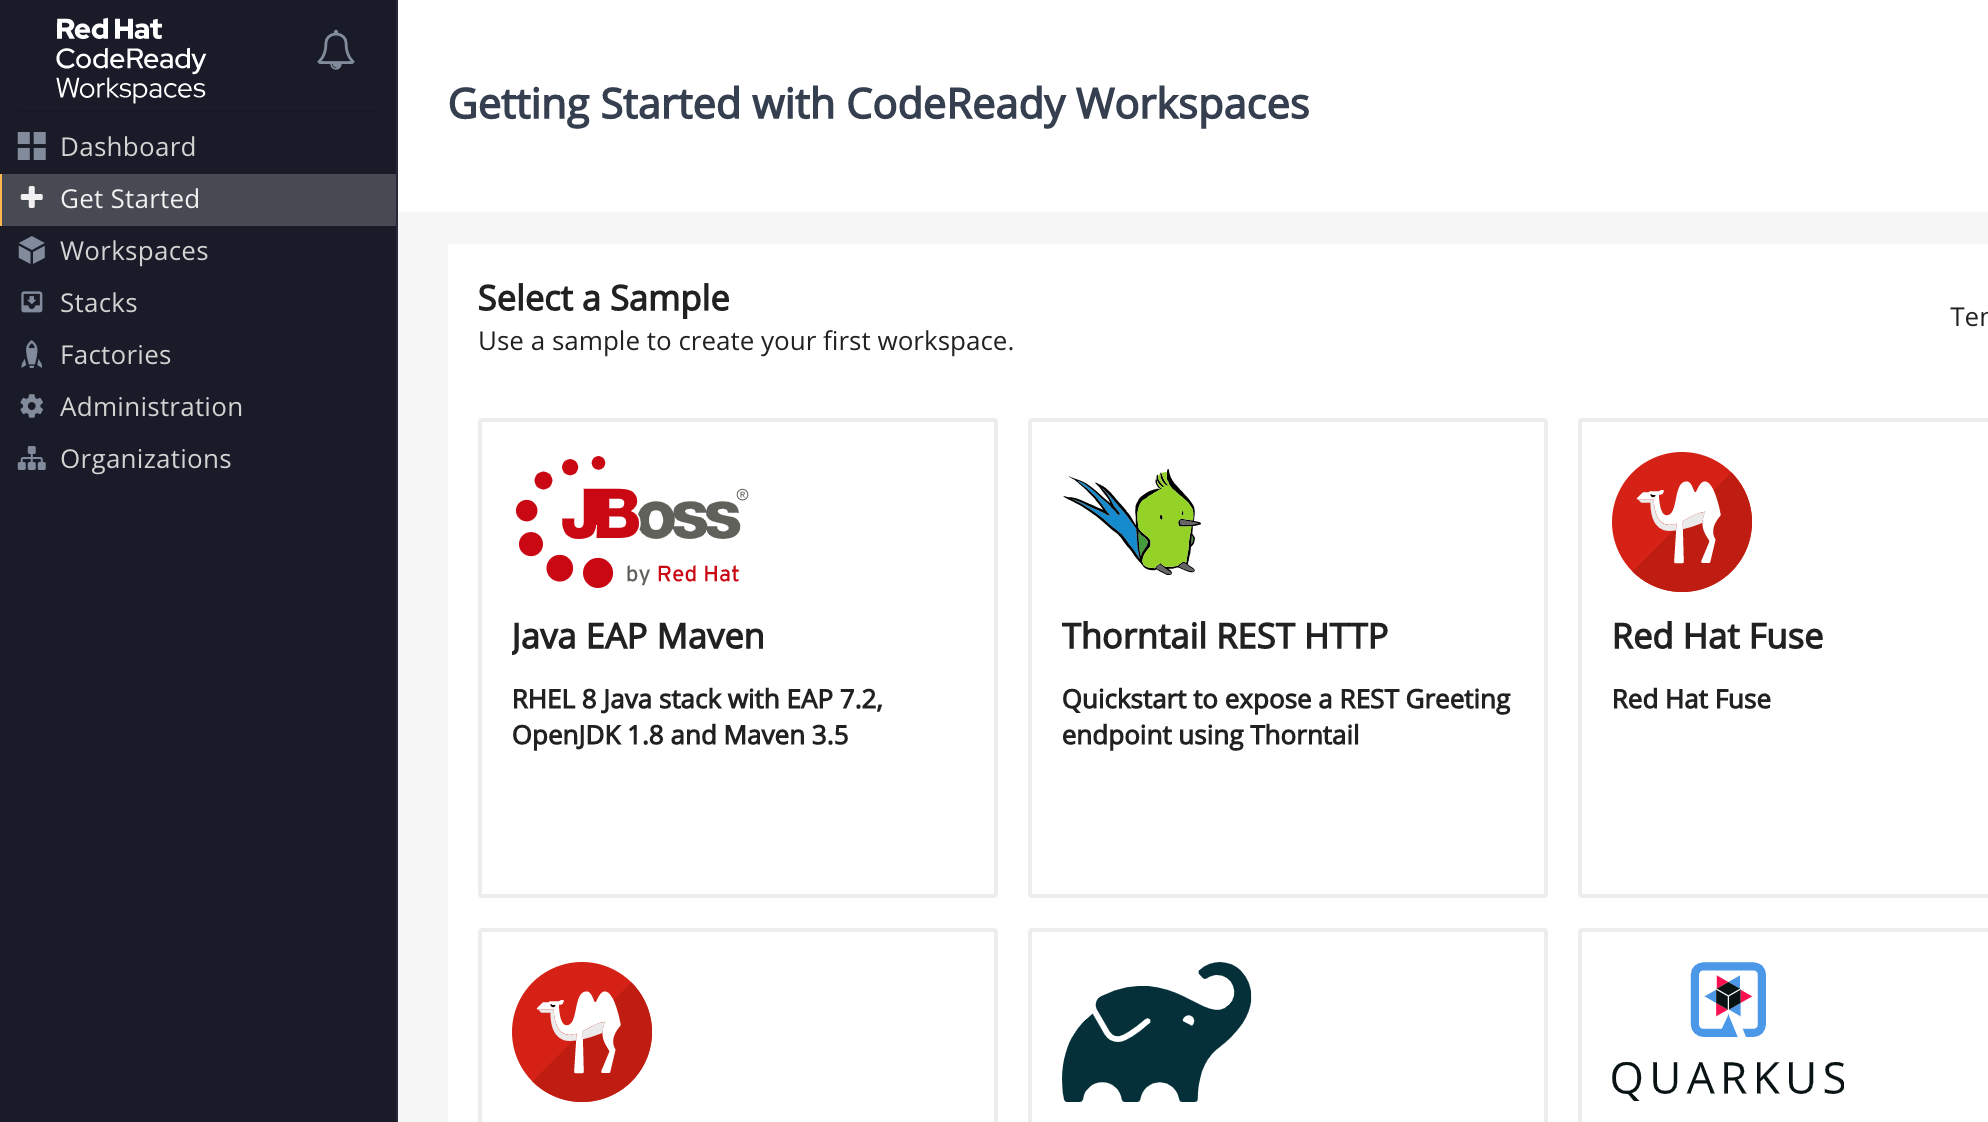 Red Hat
CodeReady
Workspaces
Dashboard
Get Started
Workspaces
Stacks
Factories
Administration
Organizations
Getting Started with CodeReady Workspaces
Select a Sample
Use a sample to create your first workspace.
JBoss®
by Red Hat
Java EAP Maven
RHEL 8 Java stack with EAP 7.2,
OpenJDK 1.8 and Maven 3.5
Thorntail REST HTTP
Quickstart to expose a REST Greeting
endpoint using Thorntail
Red Hat Fuse
Red Hat Fuse
QUARKUS